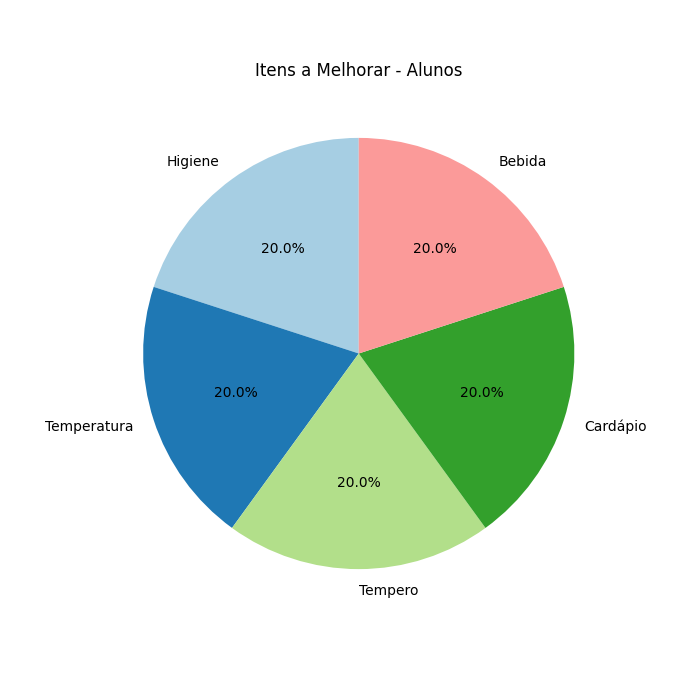 Itens a Melhorar - Alunos
Higiene
Bebida
20.0%
20.0%
20.0%
20.0%
Temperatura
Cardápio
20.0%
Tempero